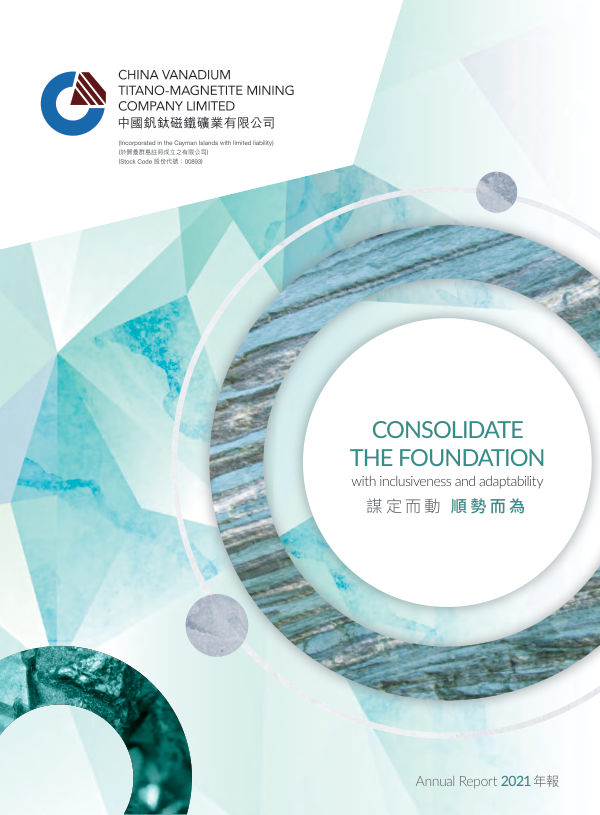 CHINA VANADIUM
TITANO-MAGNETITE MINING
COMPANY LIMITED
中國釩鈦磁鐵礦業有限公司
(Incorporated in the Cayman Islands with limited liability)
(於開曼群島註冊成立之有限公司)
(Stock Code 股份代號：00893)
CONSOLIDATE
THE FOUNDATION
with inclusiveness and adaptability
謀定而動 順勢而為
Annual Report 2021 年報